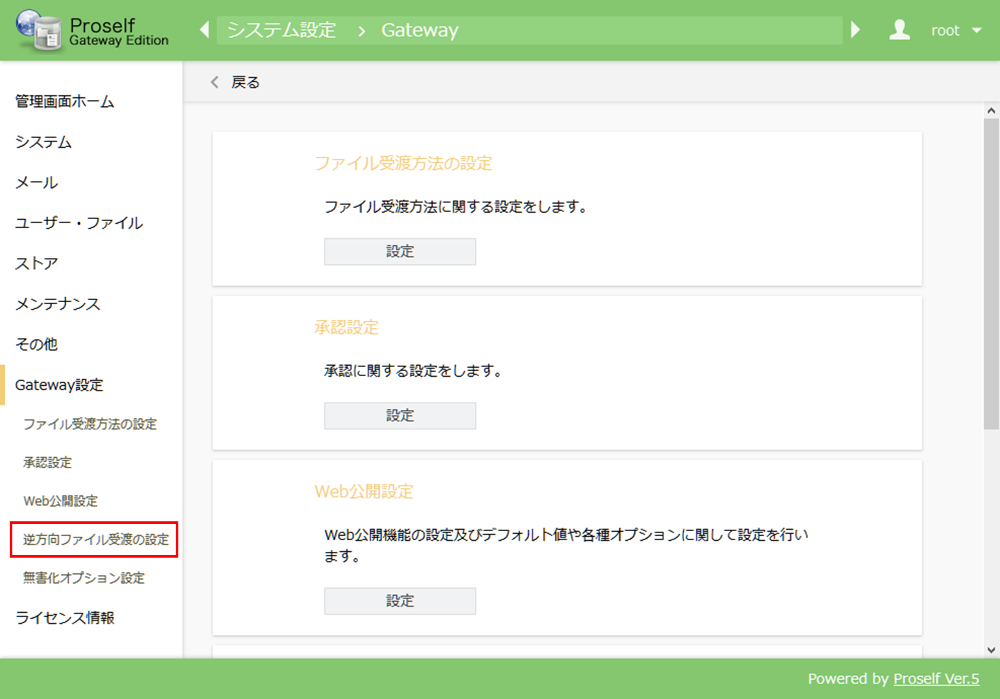 Proself
Gateway Edition
システム設定 › Gateway
root
管理画面ホーム
システム
メール
ユーザー・ファイル
ストア
メンテナンス
その他
Gateway設定
ファイル受渡方法の設定
承認設定
Web公開設定
逆方向ファイル受渡の設定
無害化オプション設定
ライセンス情報
戻る
ファイル受渡方法の設定
ファイル受渡方法に関する設定をします。
設定
承認設定
承認に関する設定をします。
設定
Web公開設定
Web公開機能の設定及びデフォルト値や各種オプションに関して設定を行い
ます。
設定
Powered by Proself Ver.5